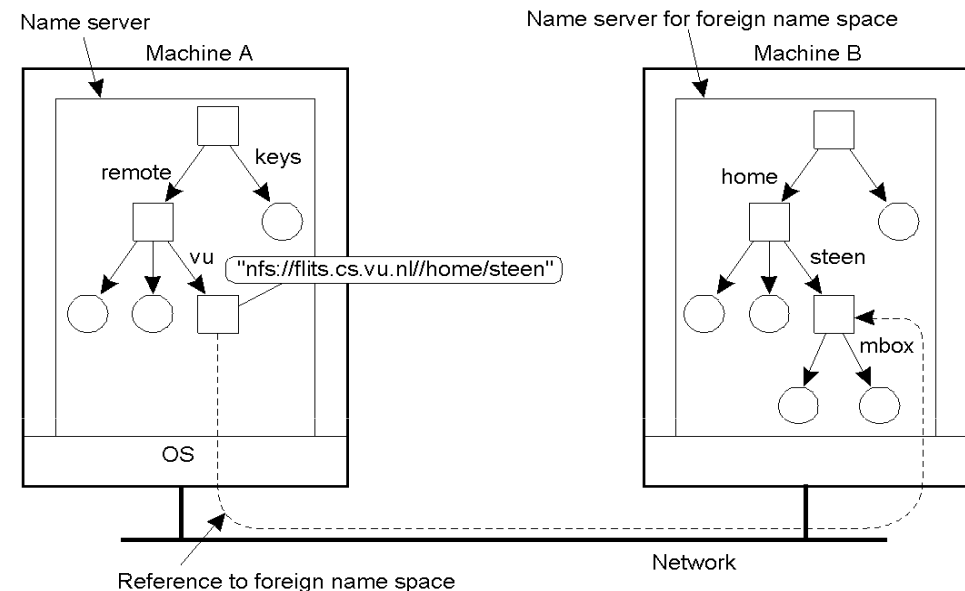 Name server
Name server for foreign name space
Machine A
Machine B
keys
remote
home
vu
"nfs://flits.cs.vu.nl//home/steen"
steen
mbox
OS
Network
Reference to foreign name space